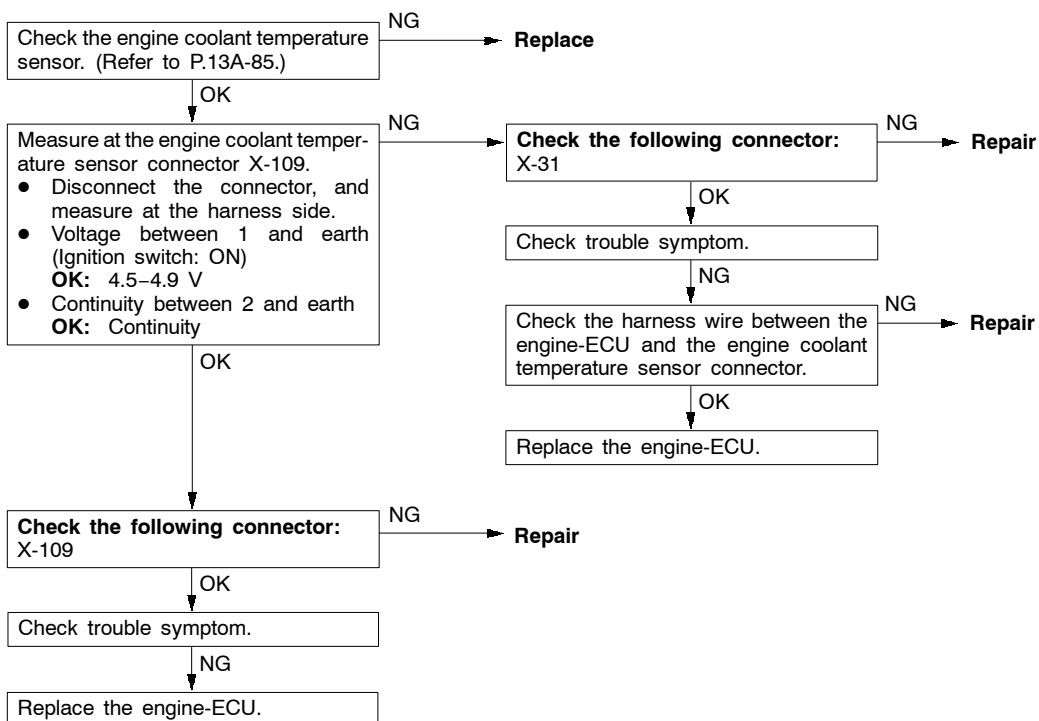 Check the engine coolant temperature
sensor. (Refer to P.13A-85.)
NG
Replace
OK
Measure at the engine coolant temper-
ature sensor connector X-109.
● Disconnect the connector, and
measure at the harness side.
● Voltage between 1 and earth
(Ignition switch: ON)
OK: 4.5–4.9 V
● Continuity between 2 and earth
OK: Continuity
NG
Check the following connector:
X-31
NG
Repair
OK
Check trouble symptom.
NG
Check the harness wire between the
engine-ECU and the engine coolant
temperature sensor connector.
NG
Repair
OK
Replace the engine-ECU.
OK
Check the following connector:
X-109
NG
Repair
OK
Check trouble symptom.
NG
Replace the engine-ECU.